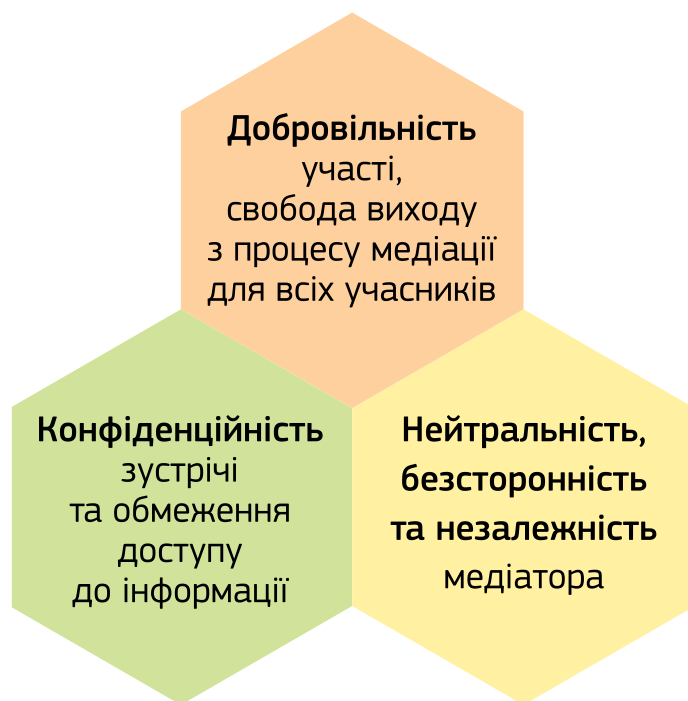 Добровільність
участі,
свобода виходу
з процесу медіації
для всіх учасників
Конфіденційність
зустрічі
та обмеження
доступу
до інформації
Нейтральність,
безсторонність
та незалежність
медіатора